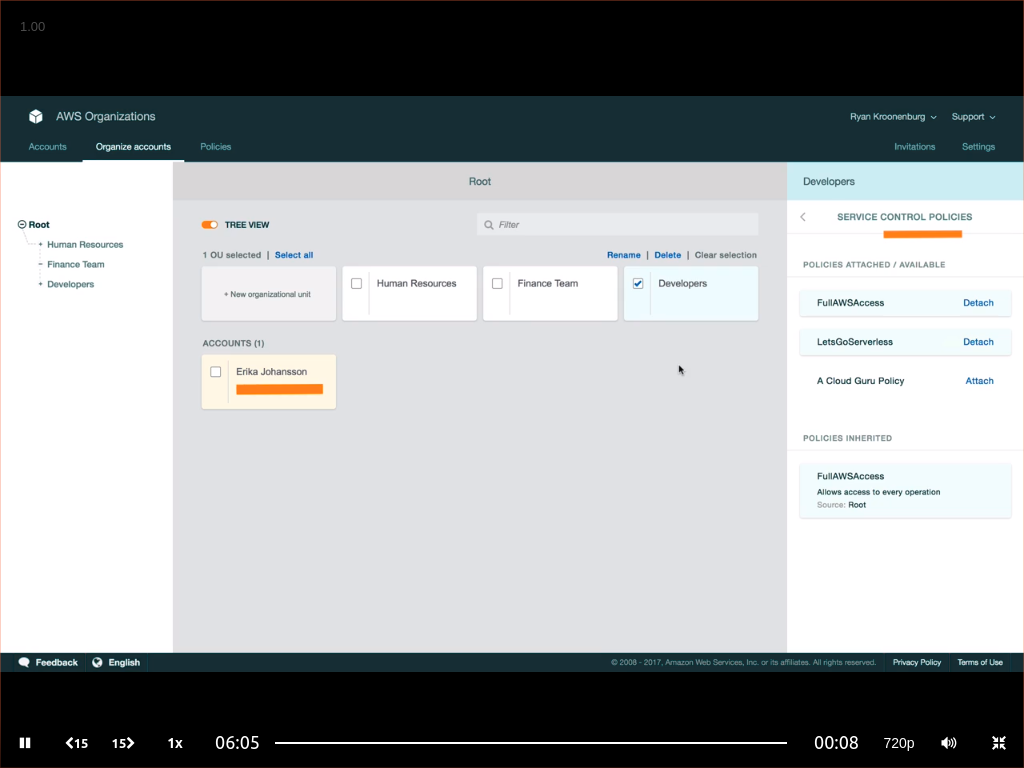 1.00
AWS Organizations
Ryan Kroonenburg
Support
Accounts
Organize accounts
Policies
Invitations
Settings
Root
Developers
Root
Human Resources
Finance Team
Developers
TREE VIEW
Filter
1 OU selected | Select all
Rename | Delete | Clear selection
+ New organizational unit
Human Resources
Finance Team
Developers
ACCOUNTS (1)
Erika Johansson
SERVICE CONTROL POLICIES
POLICIES ATTACHED / AVAILABLE
FullAWSAccess Detach
LetsGoServerless Detach
A Cloud Guru Policy Attach
POLICIES INHERITED
FullAWSAccess
Allows access to every operation
Source: Root
Feedback
English
© 2008 - 2017, Amazon Web Services, Inc. or its affiliates. All rights reserved.
Privacy Policy
Terms of Use
15
15
1x
06:05
00:08
720p